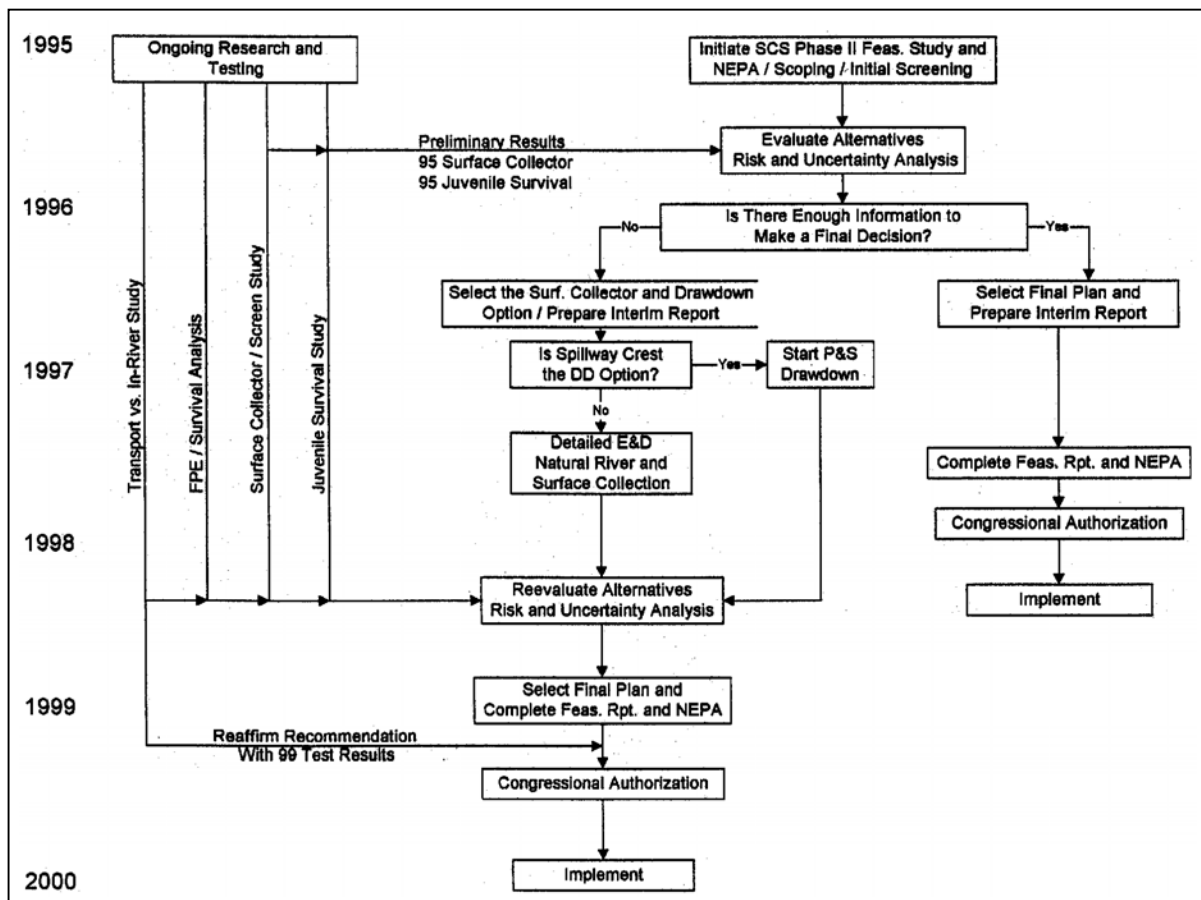 1995
Ongoing Research and
Testing
Initiate SCS Phase II Feas. Study and
NEPA / Scoping / Initial Screening
Preliminary Results
95 Surface Collector
95 Juvenile Survival
Evaluate Alternatives
Risk and Uncertainty Analysis
1996
Is There Enough Information to
Make a Final Decision?
No
Yes
Transport vs. In-River Study
FPE / Survival Analysis
Surface Collector / Screen Study
Juvenile Survival Study
Select the Surf. Collector and Drawdown
Option / Prepare Interim Report
Select Final Plan and
Prepare Interim Report
1997
Is Spillway Crest
the DD Option?
Yes
Start P&S
Drawdown
No
Detailed E&D
Natural River and
Surface Collection
Complete Feas. Rpt. and NEPA
Congressional Authorization
1998
Reevaluate Alternatives
Risk and Uncertainty Analysis
Implement
1999
Select Final Plan and
Complete Feas. Rpt. and NEPA
Reaffirm Recommendation
With 99 Test Results
Congressional Authorization
Implement
2000